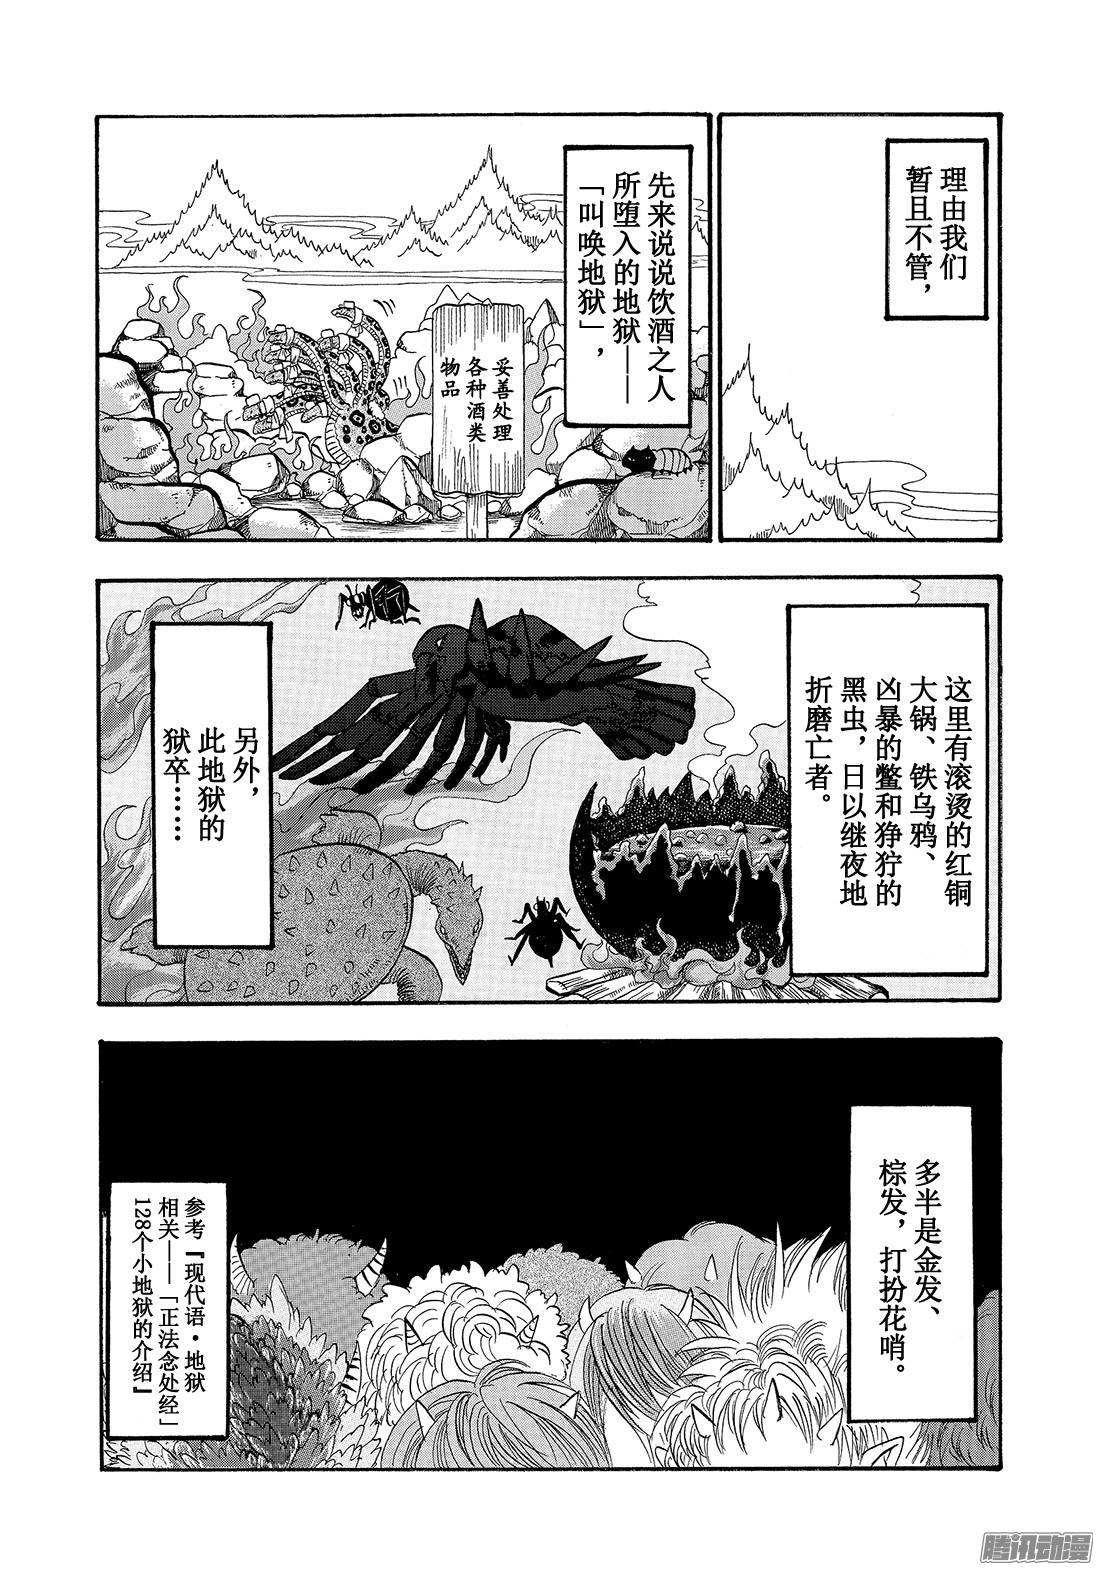 理由我们
暂且不管，
先来说说饮酒之人
所堕入的地狱——
「叫唤地狱」，
妥善处理
各种酒类
物品
这里有滚烫的红铜
大锅、铁乌鸦、
凶暴的鳖和狰狞的
黑虫，日以继夜地
折磨亡者。
另外，
此地狱的
狱卒……
多半是金发、
棕发，打扮花哨。
参考『现代语·地狱
相关——「正法念处经」
128个小地狱的介绍』
腾讯动漫